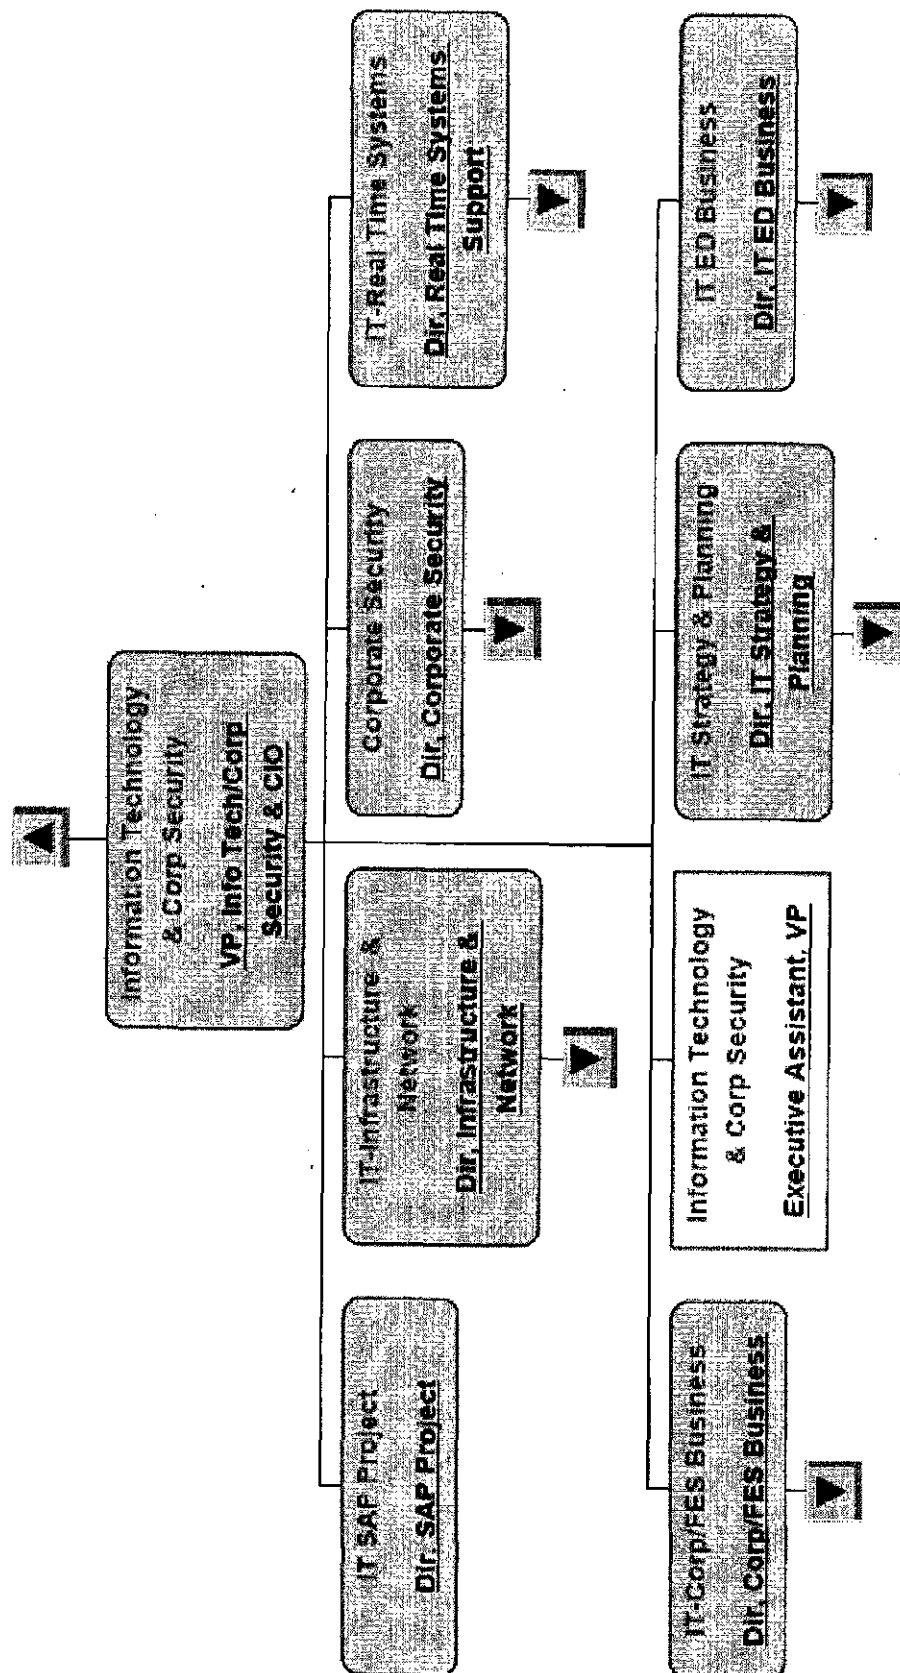 Information Technology
& Corp Security
VP, Info Tech/Corp
Security & CIO
IT SAP Project
Dir, SAP Project
IT-Infrastructure &
Network
Dir, Infrastructure &
Network
Corporate Security
Dir, Corporate Security
IT-Real Time Systems
Dir, Real Time Systems
Support
IT-Corp/FES Business
Dir, Corp/FES Business
Information Technology
& Corp Security
Executive Assistant, VP
IT Strategy & Planning
Dir, IT Strategy &
Planning
IT ED Business
Dir, IT ED Business